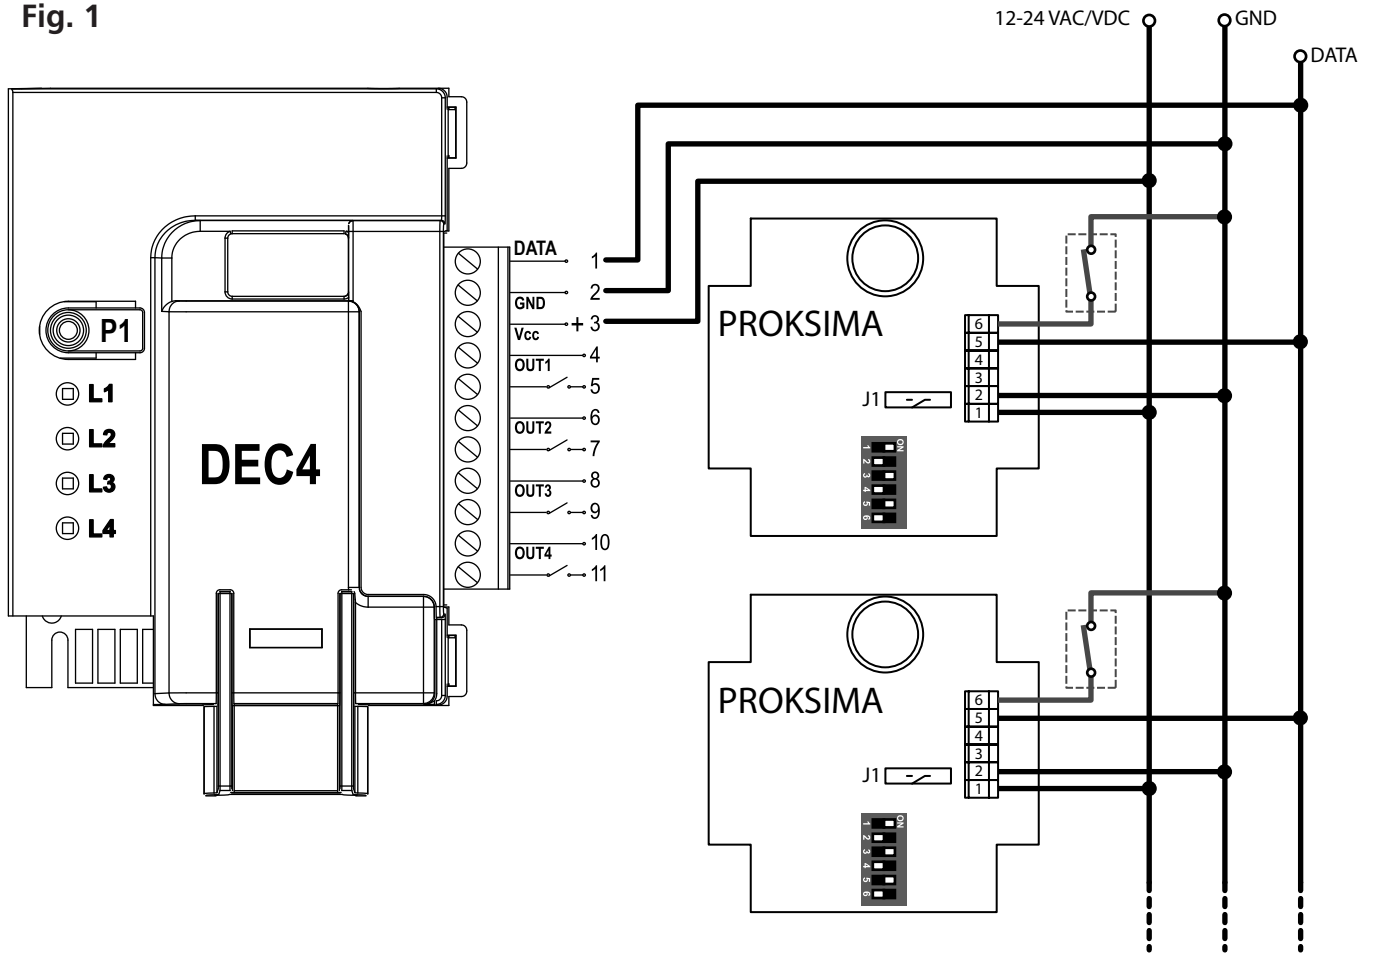 Fig. 1
12-24 VAC/VDC
GND
DATA
P1
L1
L2
L3
L4
DEC4
DATA 1
2
GND
+ 3
Vcc
4
OUT1
5
6
OUT2
7
8
OUT3
9
10
OUT4
11
PROKSIMA
6
5
4
3
2
1
J1
ON
1
2
3
4
5
6
PROKSIMA
6
5
4
3
2
1
J1
ON
1
2
3
4
5
6